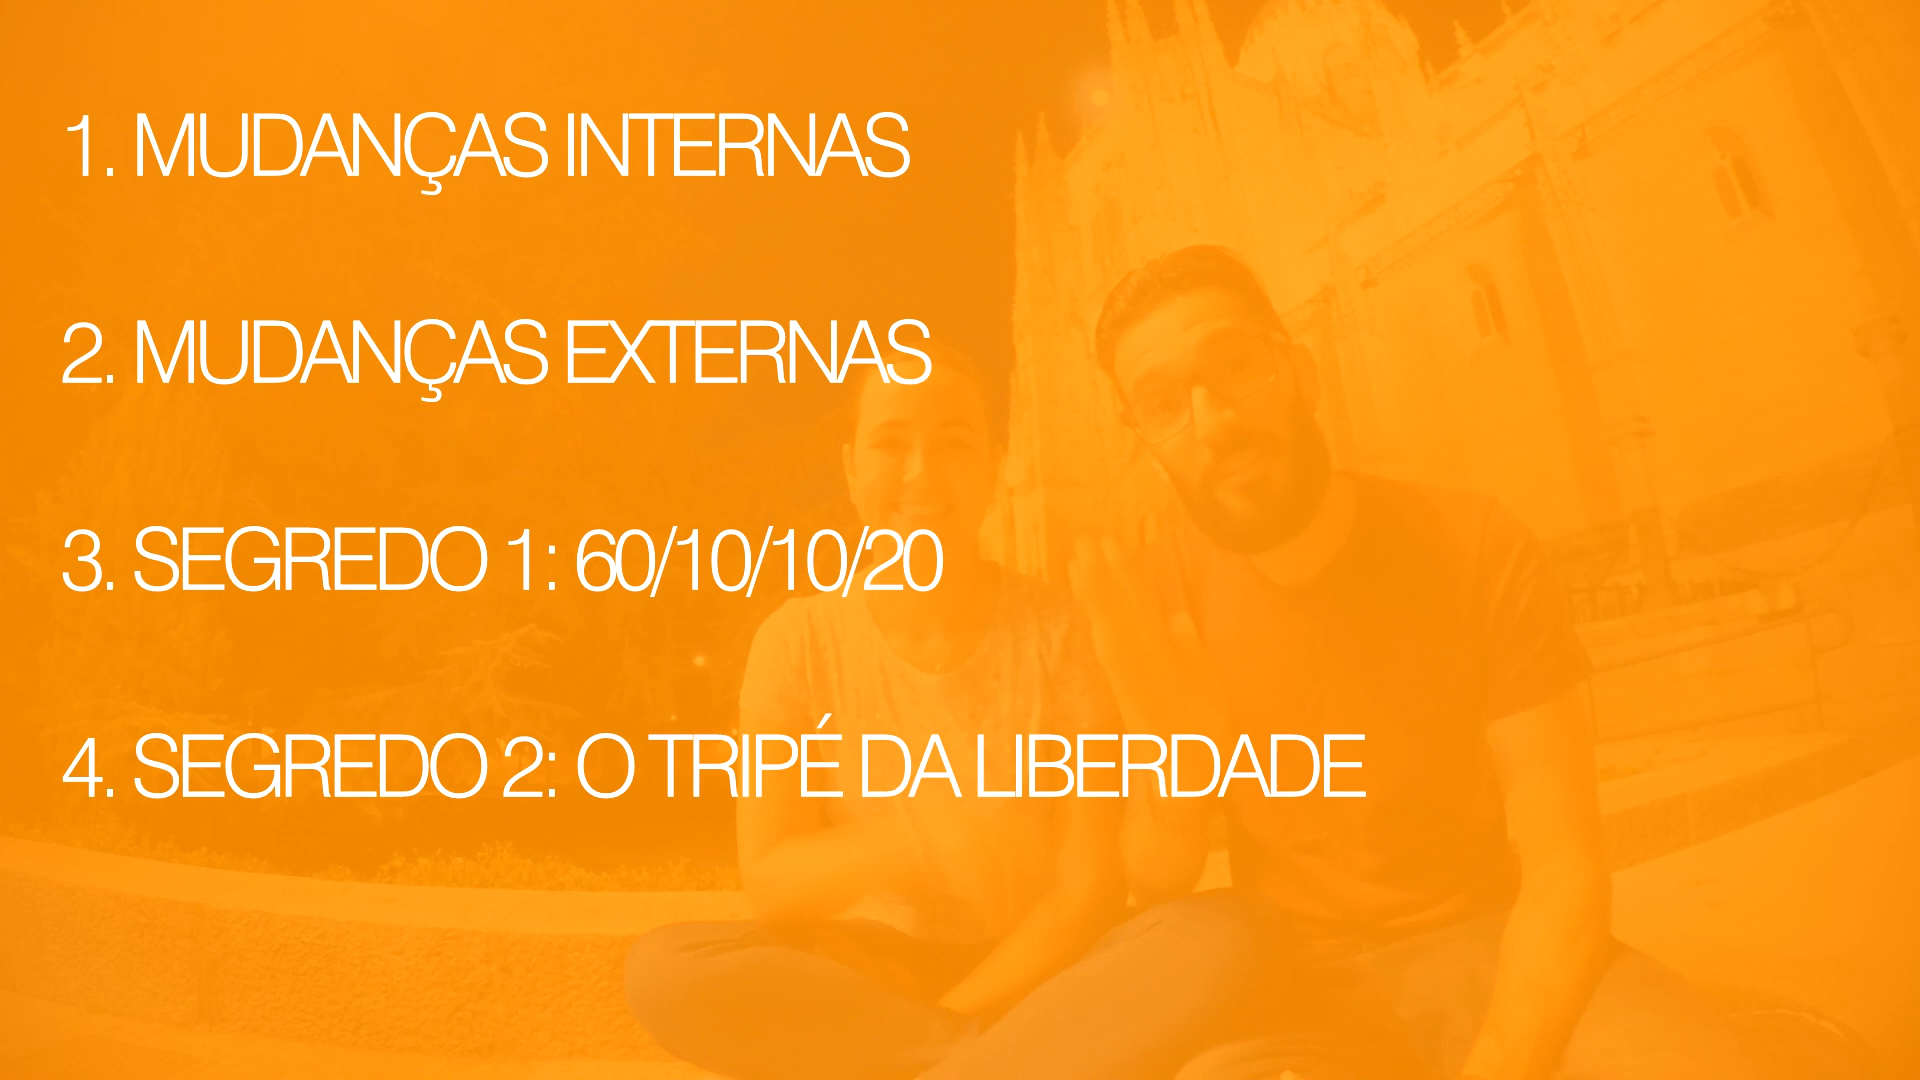 1. MUDANÇAS INTERNAS
2. MUDANÇAS EXTERNAS
3. SEGREDO 1: 60/10/10/20
4. SEGREDO 2: O TRIPÉ DA LIBERDADE